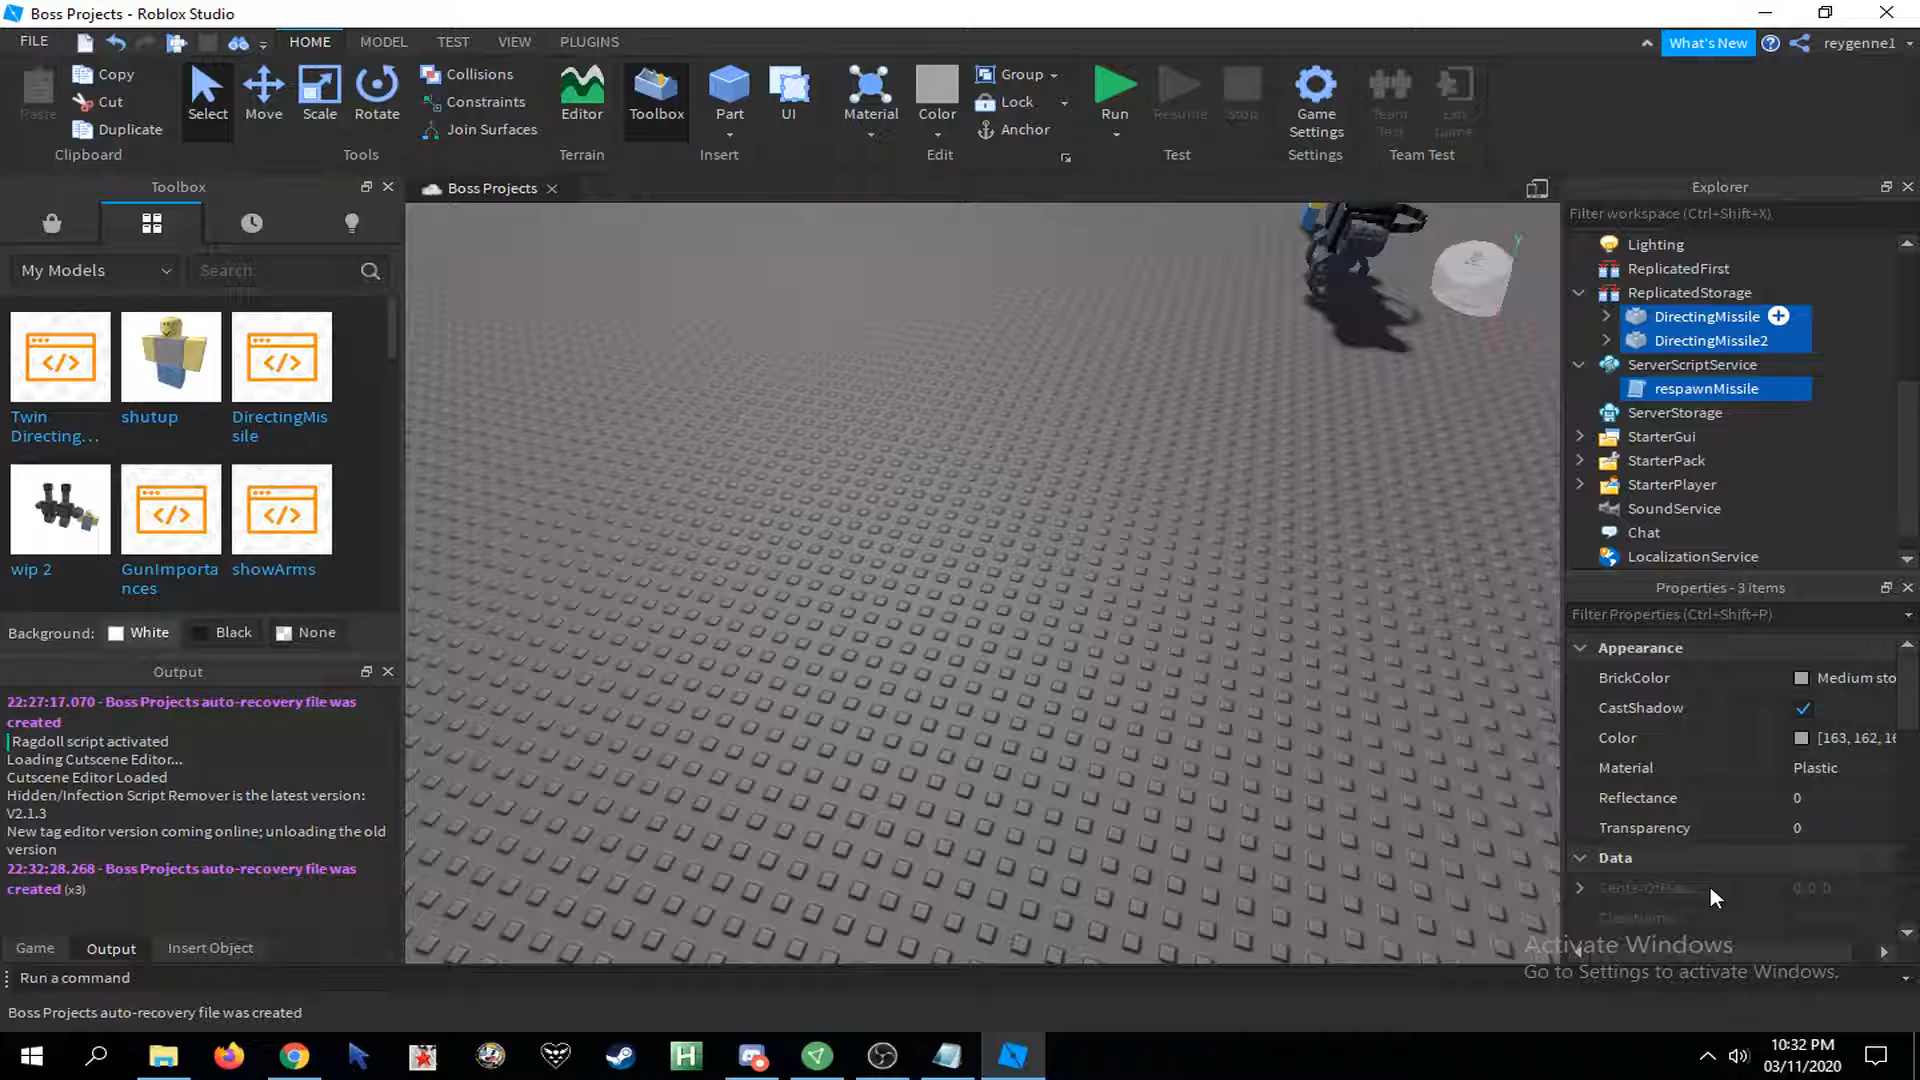 Boss Projects - Roblox Studio
FILE HOME MODEL TEST VIEW PLUGINS What's New reygenne1
Paste Copy Cut Duplicate
Clipboard
Select Move Scale Rotate
Collisions
Constraints
Join Surfaces
Tools
Editor
Terrain
Toolbox Part UI
Insert
Material Color
Group
Lock
Anchor
Edit
Run Resume Stop
Test
Game Settings
Settings
Team Test Exit Game
Team Test
Toolbox
My Models Search
Twin Directing...
shutup
DirectingMis
sile
wip 2
GunImporta
nces
showArms
Background: White Black None
Output
22:27:17.070 - Boss Projects auto-recovery file was
created
Ragdoll script activated
Loading Cutscene Editor...
Cutscene Editor Loaded
Hidden/Infection Script Remover is the latest version:
V2.1.3
New tag editor version coming online; unloading the old
version
22:32:28.268 - Boss Projects auto-recovery file was
created (x3)
Game Output Insert Object
Run a command
Boss Projects auto-recovery file was created
Boss Projects
Explorer
Filter workspace (Ctrl+Shift+X)
Lighting
ReplicatedFirst
ReplicatedStorage
DirectingMissile
DirectingMissile2
ServerScriptService
respawnMissile
ServerStorage
StarterGui
StarterPack
StarterPlayer
SoundService
Chat
LocalizationService
Properties - 3 items
Filter Properties (Ctrl+Shift+P)
Appearance
BrickColor Medium sto
CastShadow
Color [163, 162, 16
Material Plastic
Reflectance 0
Transparency 0
Data
Activate Windows
Go to Settings to activate Windows.
10:32 PM
03/11/2020